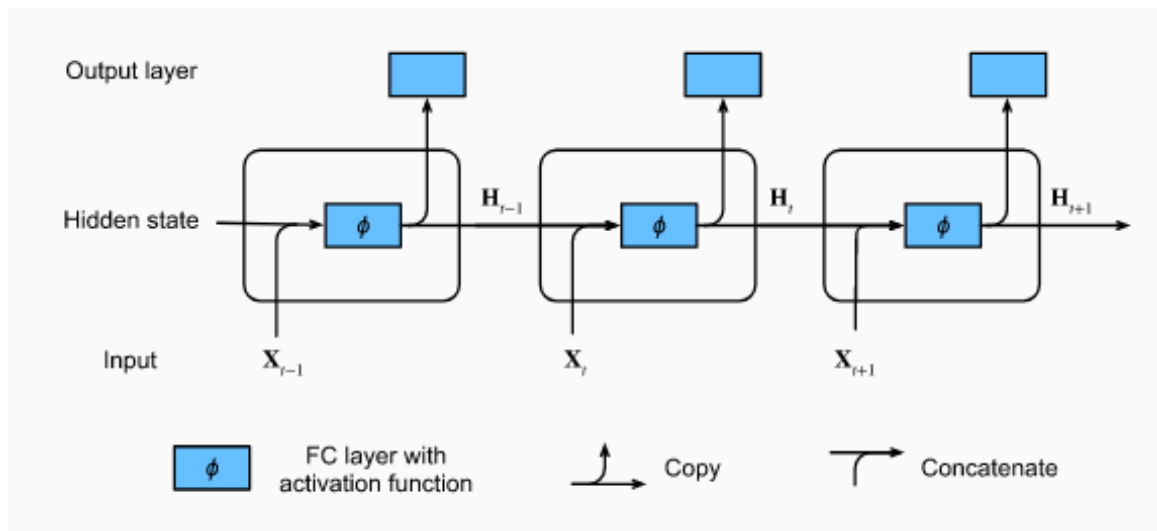 Output layer
Hidden state
ϕ
H_{t-1}
ϕ
H_t
ϕ
H_{t+1}
Input
X_{t-1}
X_t
X_{t+1}
ϕ
FC layer with
activation function
Copy
Concatenate